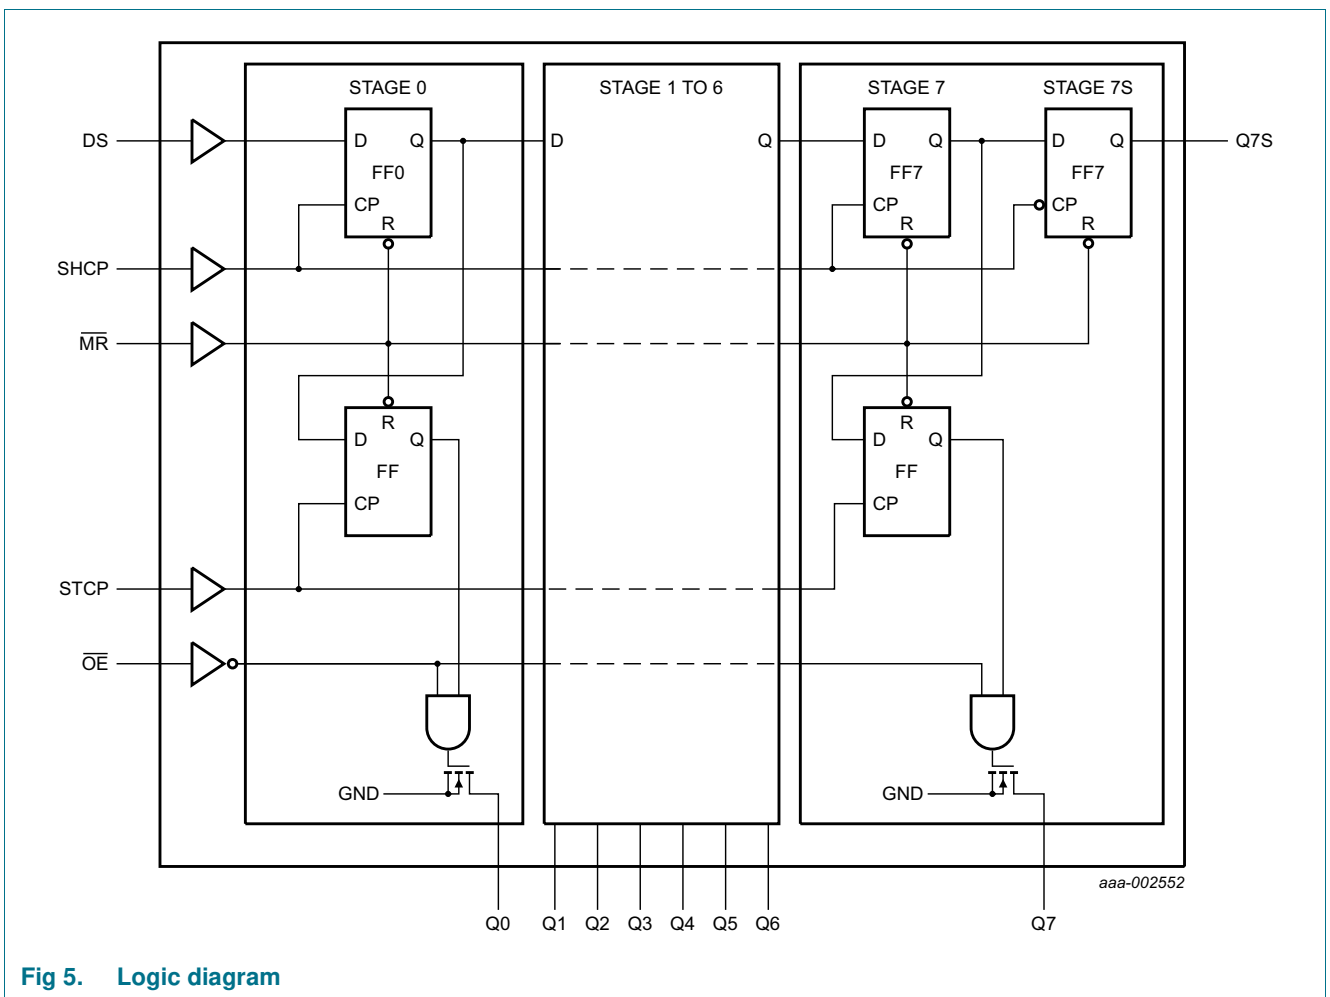 STAGE 0 STAGE 1 TO 6 STAGE 7 STAGE 7S
DS D Q D Q D Q D Q Q7S
FF0 FF7 FF7
CP CP CP
R R R
SHCP
M̅R̅
R R
D Q D Q
FF FF
CP CP
STCP
O̅E̅
GND GND
aaa-002552
Q0 Q1 Q2 Q3 Q4 Q5 Q6 Q7
Fig 5. Logic diagram